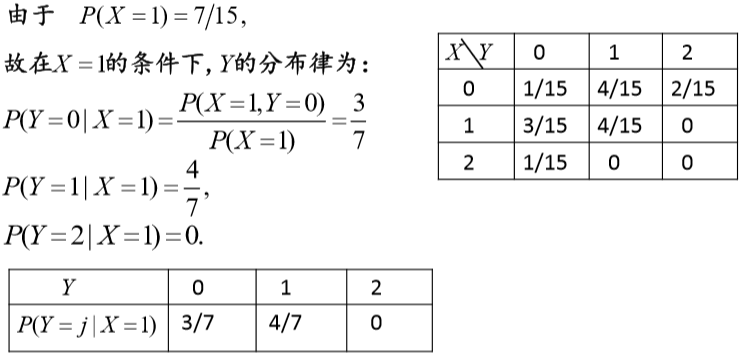 由于 P(X=1)=7/15,
故在X=1的条件下,Y的分布律为:
P(Y=0|X=1)=P(X=1,Y=0)/P(X=1)=3/7
P(Y=1|X=1)=4/7,
P(Y=2|X=1)=0.
X\Y 0 1 2
0 1/15 4/15 2/15
1 3/15 4/15 0
2 1/15 0 0
Y 0 1 2
P(Y=j|X=1) 3/7 4/7 0